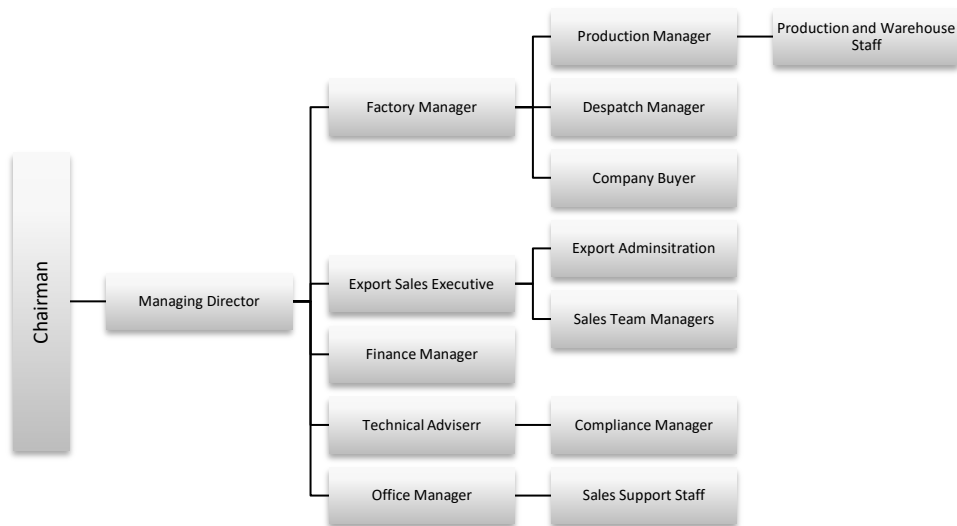 Chairman
Managing Director
Factory Manager
Production Manager
Production and Warehouse
Staff
Despatch Manager
Company Buyer
Export Sales Executive
Export Adminsitration
Sales Team Managers
Finance Manager
Technical Adviserr
Compliance Manager
Office Manager
Sales Support Staff